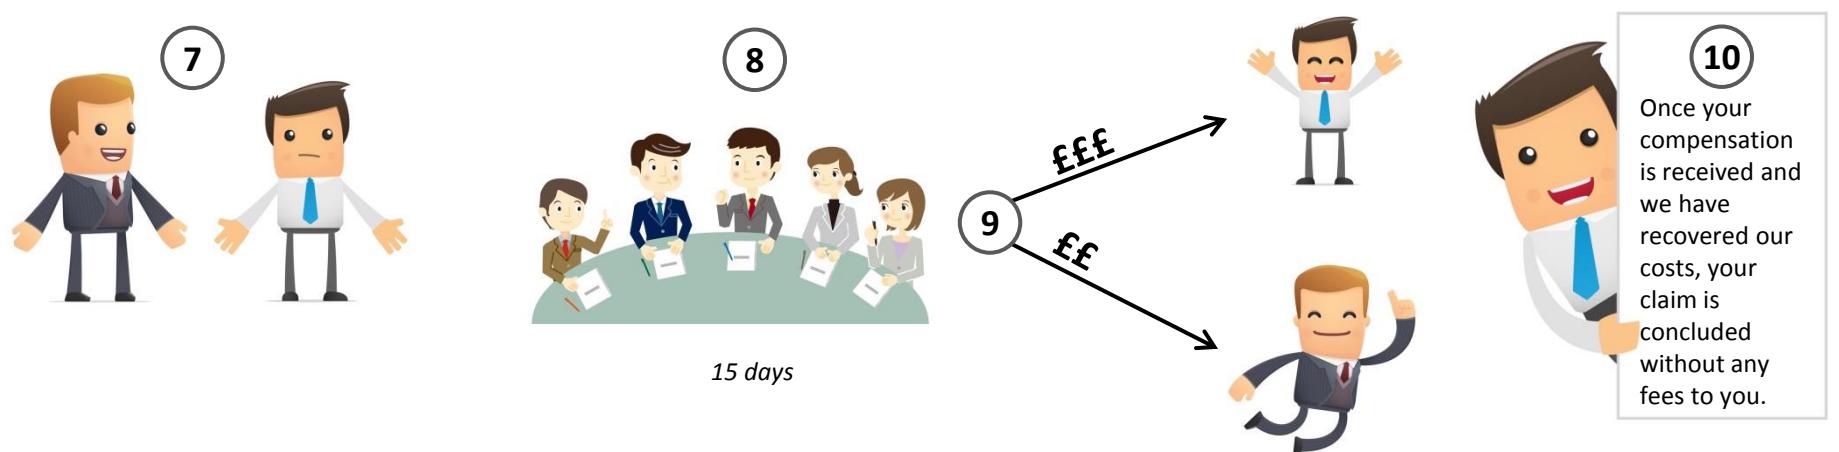 7
8
15 days
9
£££
££
10
Once your
compensation
is received and
we have
recovered our
costs, your
claim is
concluded
without any
fees to you.